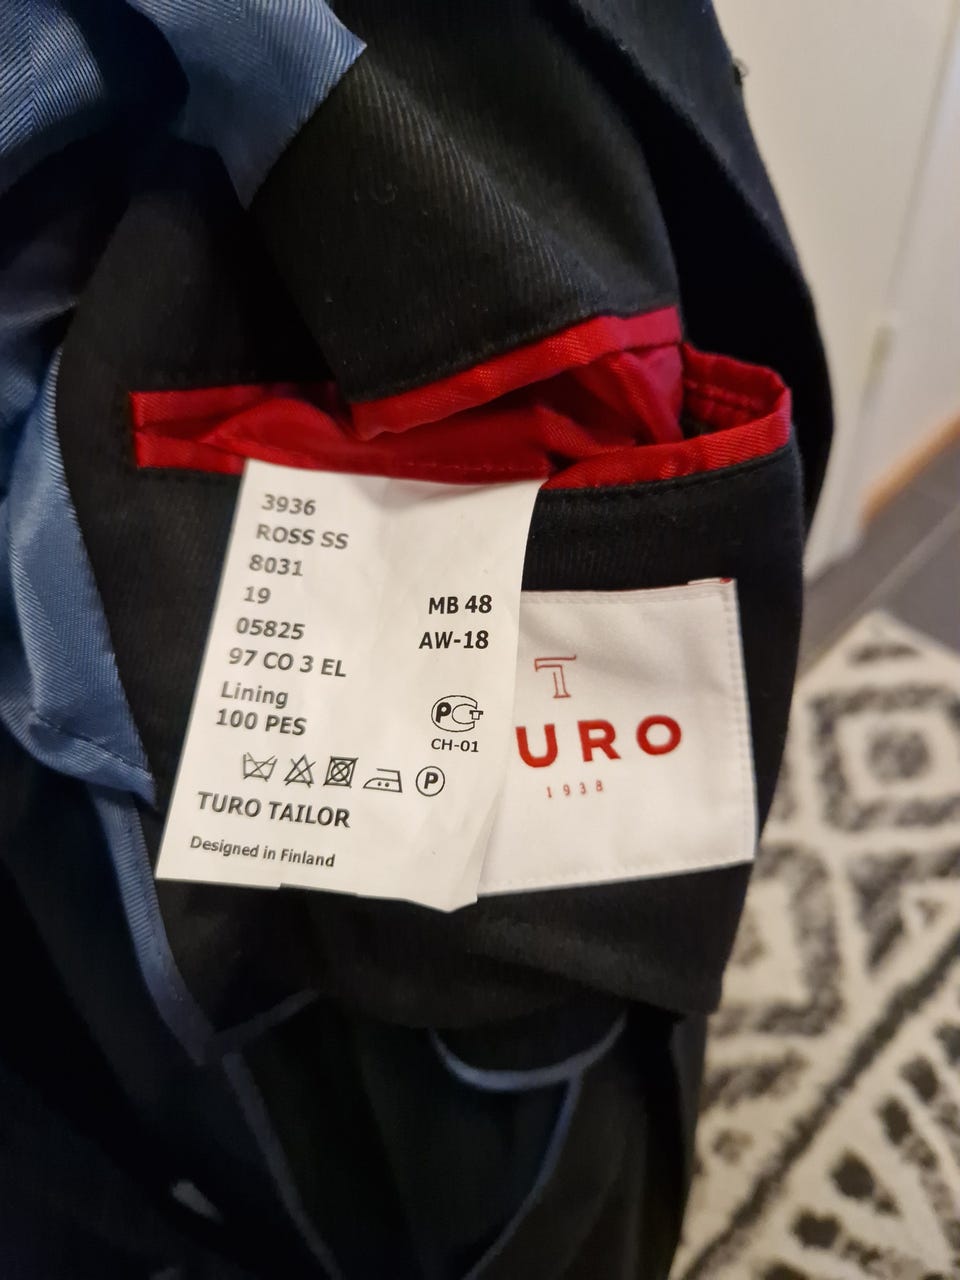 3936
ROSS SS
8031
19
05825
97 CO 3 EL
Lining
100 PES
MB 48
AW-18
PCT
CH-01
P
TURO TAILOR
Designed in Finland
T
URO
1938